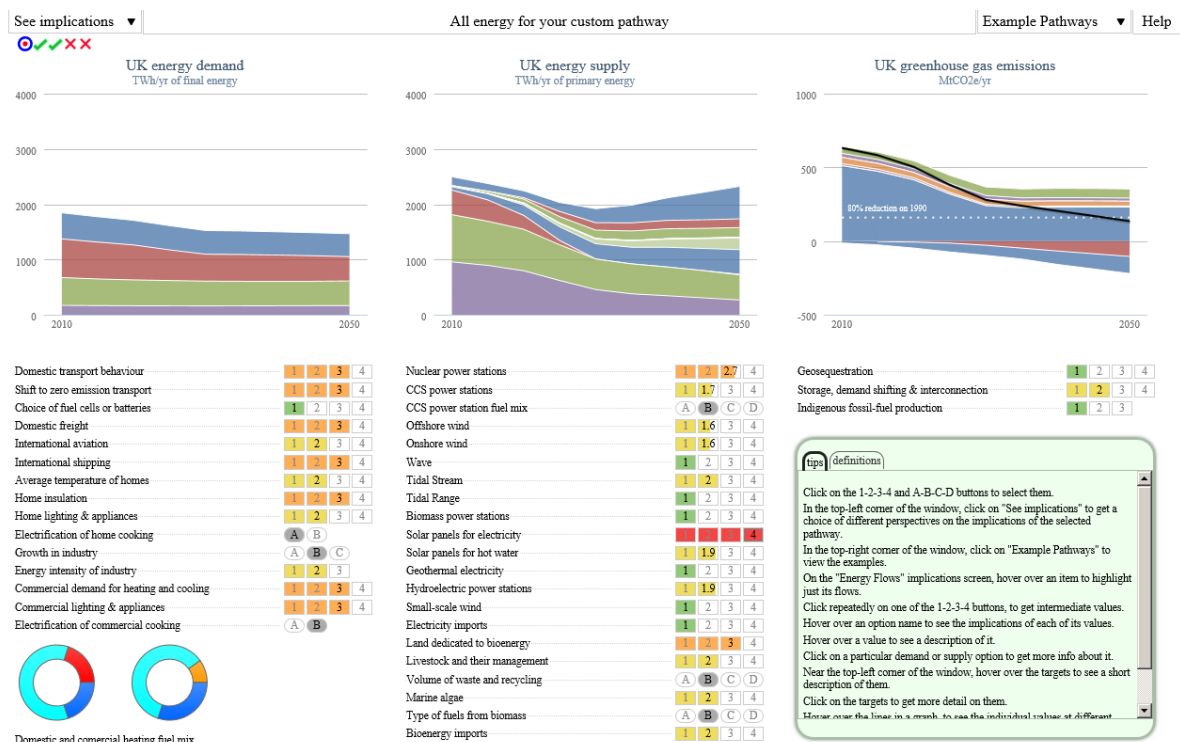 See implications ▼
All energy for your custom pathway
Example Pathways ▼
Help
UK energy demand
TWh/yr of final energy
4000
3000
2000
1000
0
2010 2050
UK energy supply
TWh/yr of primary energy
4000
3000
2000
1000
0
2010 2050
UK greenhouse gas emissions
MtCO2e/yr
1000
500
80% reduction on 1990
0
-500
2010 2050
Domestic transport behaviour 1 2 3 4
Shift to zero emission transport 1 2 3 4
Choice of fuel cells or batteries 1 2 3 4
Domestic freight 1 2 3 4
International aviation 1 2 3 4
International shipping 1 2 3 4
Average temperature of homes 1 2 3 4
Home insulation 1 2 3 4
Home lighting & appliances 1 2 3 4
Electrification of home cooking A B
Growth in industry A B C
Energy intensity of industry 1 2 3
Commercial demand for heating and cooling 1 2 3 4
Commercial lighting & appliances 1 2 3 4
Electrification of commercial cooking A B
Domestic and comercial heating fuel mix
Nuclear power stations 1 2 2.7 4
CCS power stations 1 1.7 3 4
CCS power station fuel mix A B C D
Offshore wind 1 1.6 3 4
Onshore wind 1 1.6 3 4
Wave 1 2 3 4
Tidal Stream 1 2 3 4
Tidal Range 1 2 3 4
Biomass power stations 1 2 3 4
Solar panels for electricity 1 2 3 4
Solar panels for hot water 1 1.9 3 4
Geothermal electricity 1 2 3 4
Hydroelectric power stations 1 1.9 3 4
Small-scale wind 1 2 3 4
Electricity imports 1 2 3 4
Land dedicated to bioenergy 1 2 3 4
Livestock and their management 1 2 3 4
Volume of waste and recycling A B C D
Marine algae 1 2 3 4
Type of fuels from biomass A B C D
Bioenergy imports 1 2 3 4
Geosequestration 1 2 3 4
Storage, demand shifting & interconnection 1 2 3 4
Indigenous fossil-fuel production 1 2 3
tips definitions
Click on the 1-2-3-4 and A-B-C-D buttons to select them.
In the top-left corner of the window, click on "See implications" to get a
choice of different perspectives on the implications of the selected
pathway.
In the top-right corner of the window, click on "Example Pathways" to
view the examples.
On the "Energy Flows" implications screen, hover over an item to highlight
just its flows.
Click repeatedly on one of the 1-2-3-4 buttons, to get intermediate values.
Hover over an option name to see the implications of each of its values.
Hover over a value to see a description of it.
Click on a particular demand or supply option to get more info about it.
Near the top-left corner of the window, hover over the targets to see a short
description of them.
Click on the targets to get more detail on them.
Hover over the lines in a graph, to see the individual values at different